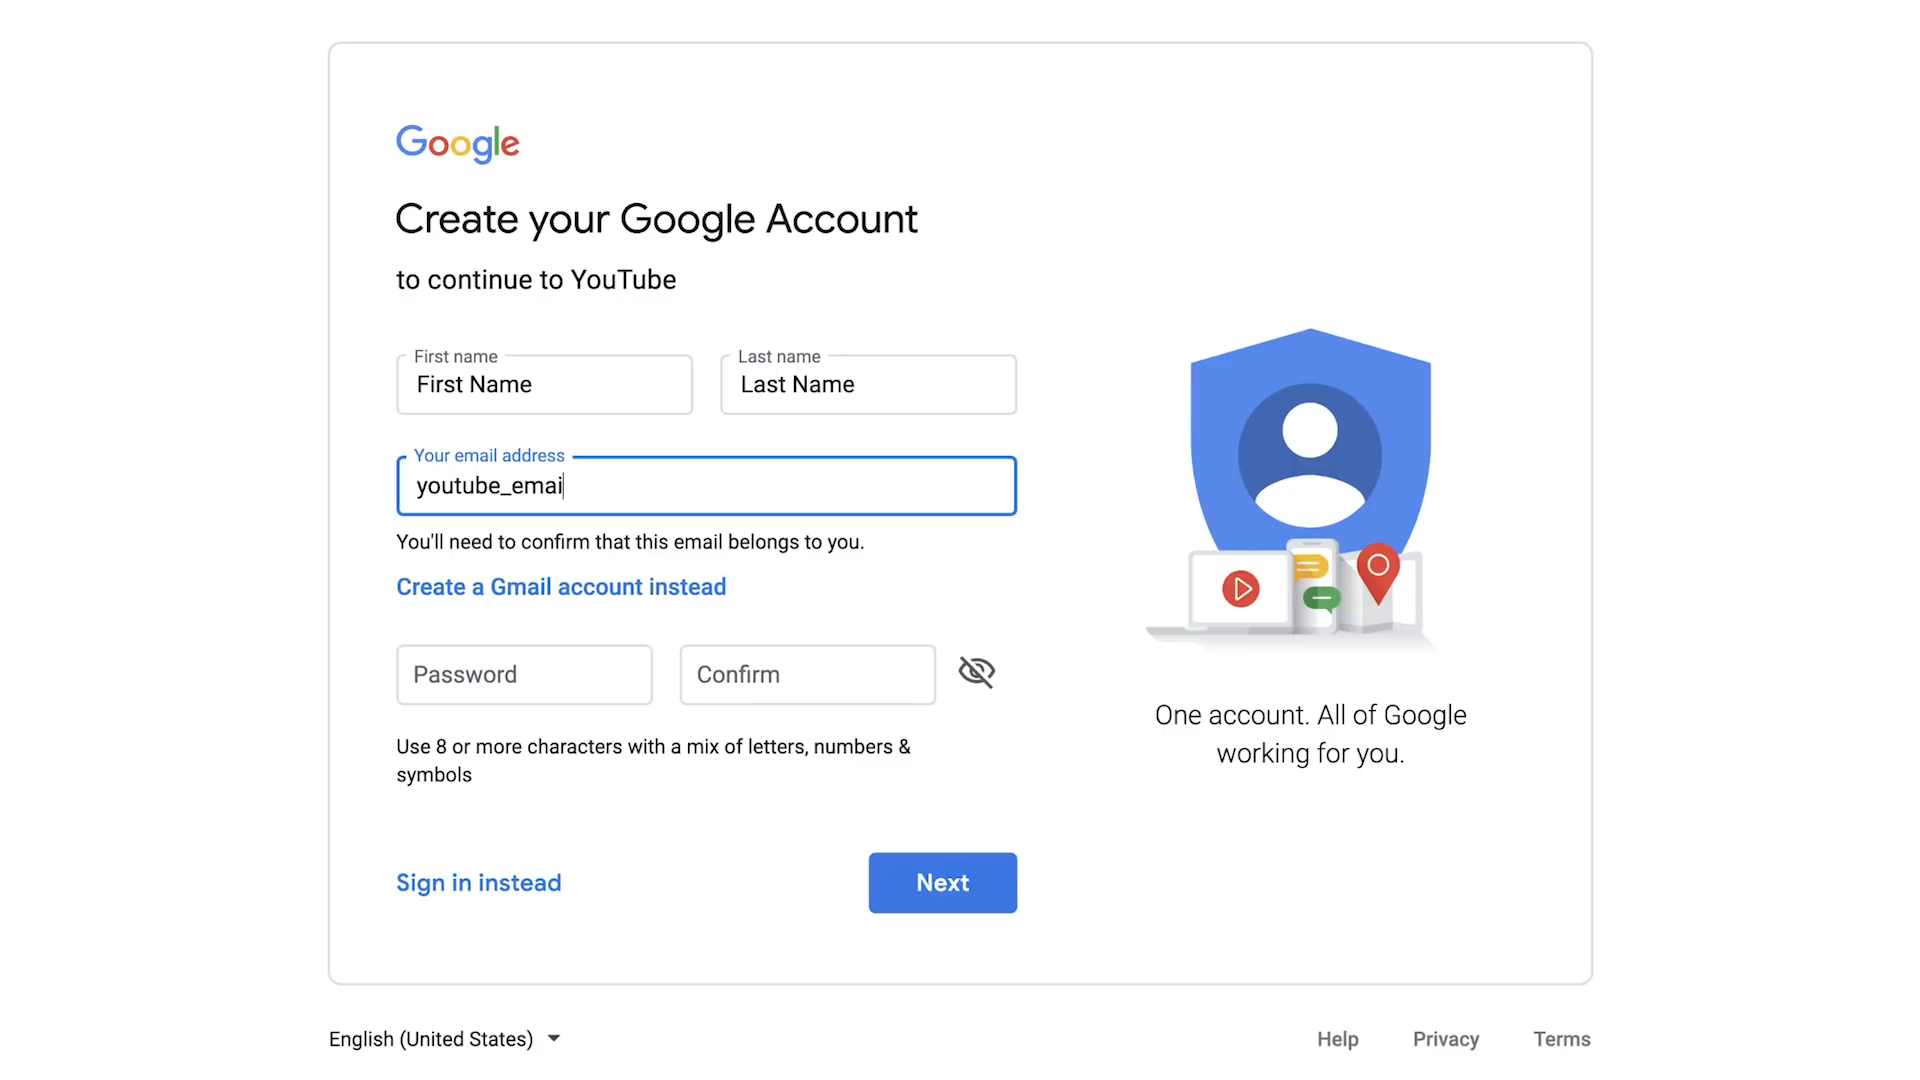 Google
Create your Google Account
to continue to YouTube
First name
First Name
Last name
Last Name
Your email address
youtube_emai
You'll need to confirm that this email belongs to you.
Create a Gmail account instead
Password
Confirm
Use 8 or more characters with a mix of letters, numbers &
symbols
Sign in instead
Next
One account. All of Google
working for you.
English (United States)
Help
Privacy
Terms